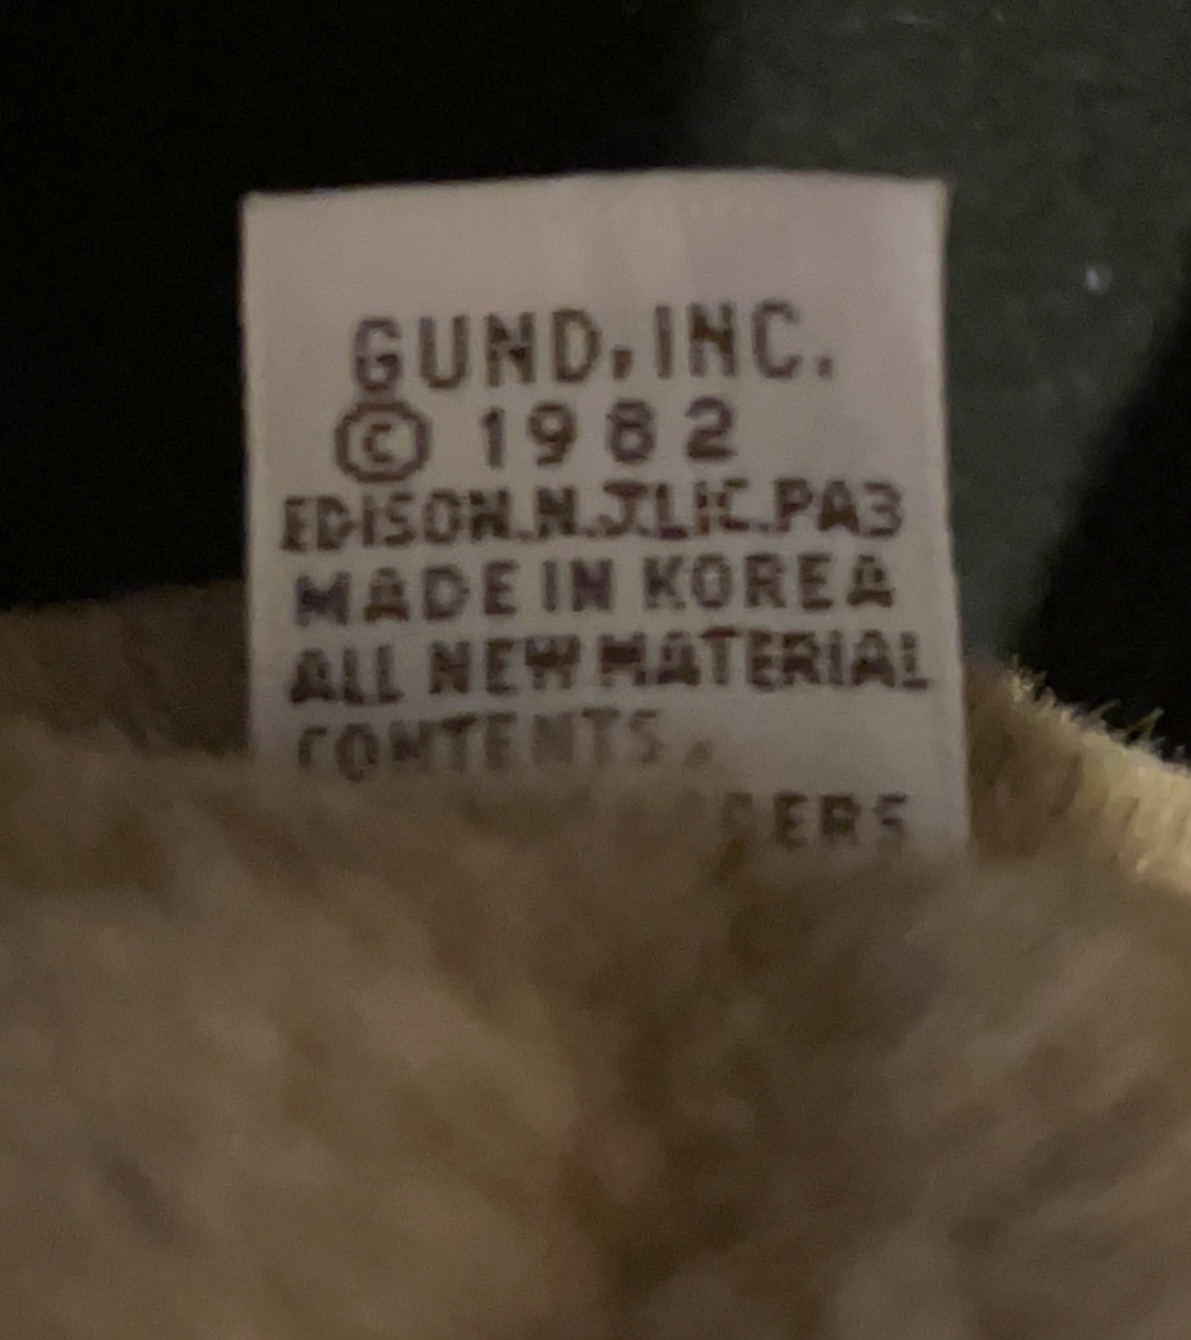 GUND, INC.
© 1982
EDISON. N. J. LIC. PA3
MADE IN KOREA
ALL NEW MATERIAL
CONTENTS.